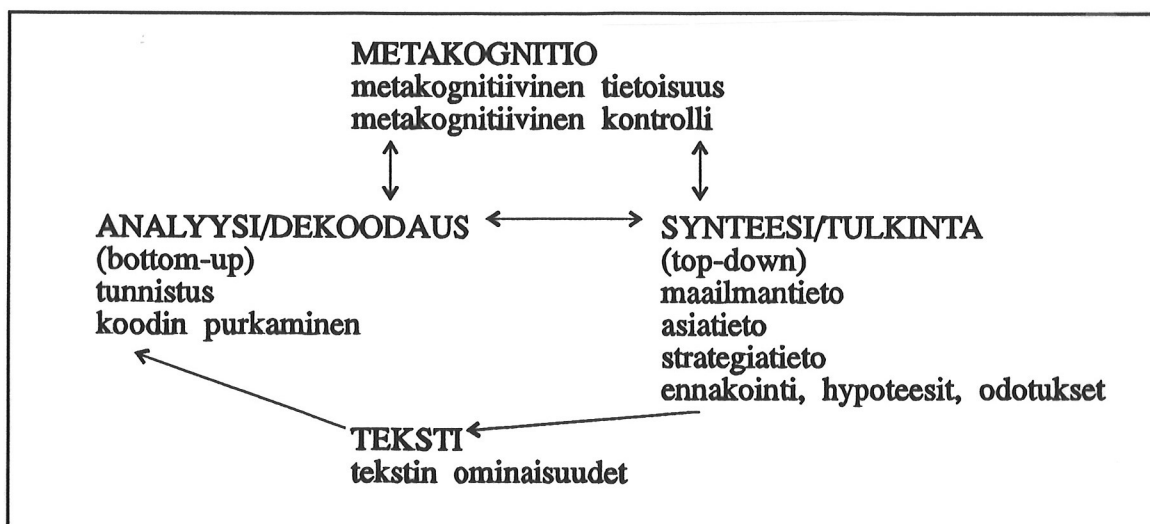 METAKOGNITIO
metakognitiivinen tietoisuus
metakognitiivinen kontrolli
ANALYYSI/DEKOODAUS
(bottom-up)
tunnistus
koodin purkaminen
SYNTEESI/TULKINTA
(top-down)
maailmantieto
asiatieto
strategiatieto
ennakointi, hypoteesit, odotukset
TEKSTI
tekstin ominaisuudet